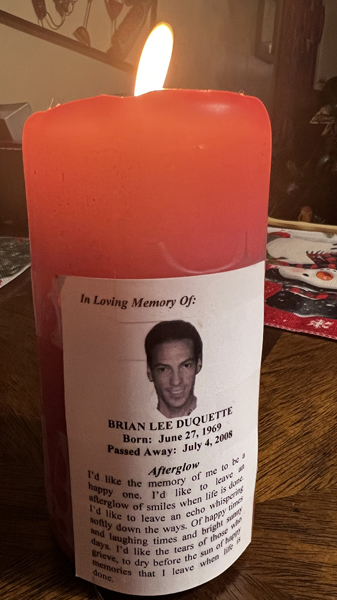 In Loving Memory Of:
BRIAN LEE DUQUETTE
Born: June 27, 1969
Passed Away: July 4, 2008
Afterglow
I'd like the memory of me to be a
happy one. I'd like to leave an
afterglow of smiles when life is done.
I'd like to leave an echo whispering
softly down the ways. Of happy times
and laughing times and bright sunny
days. I'd like the tears of those who
grieve, to dry before the sun of happy
memories that I leave when life is
done.